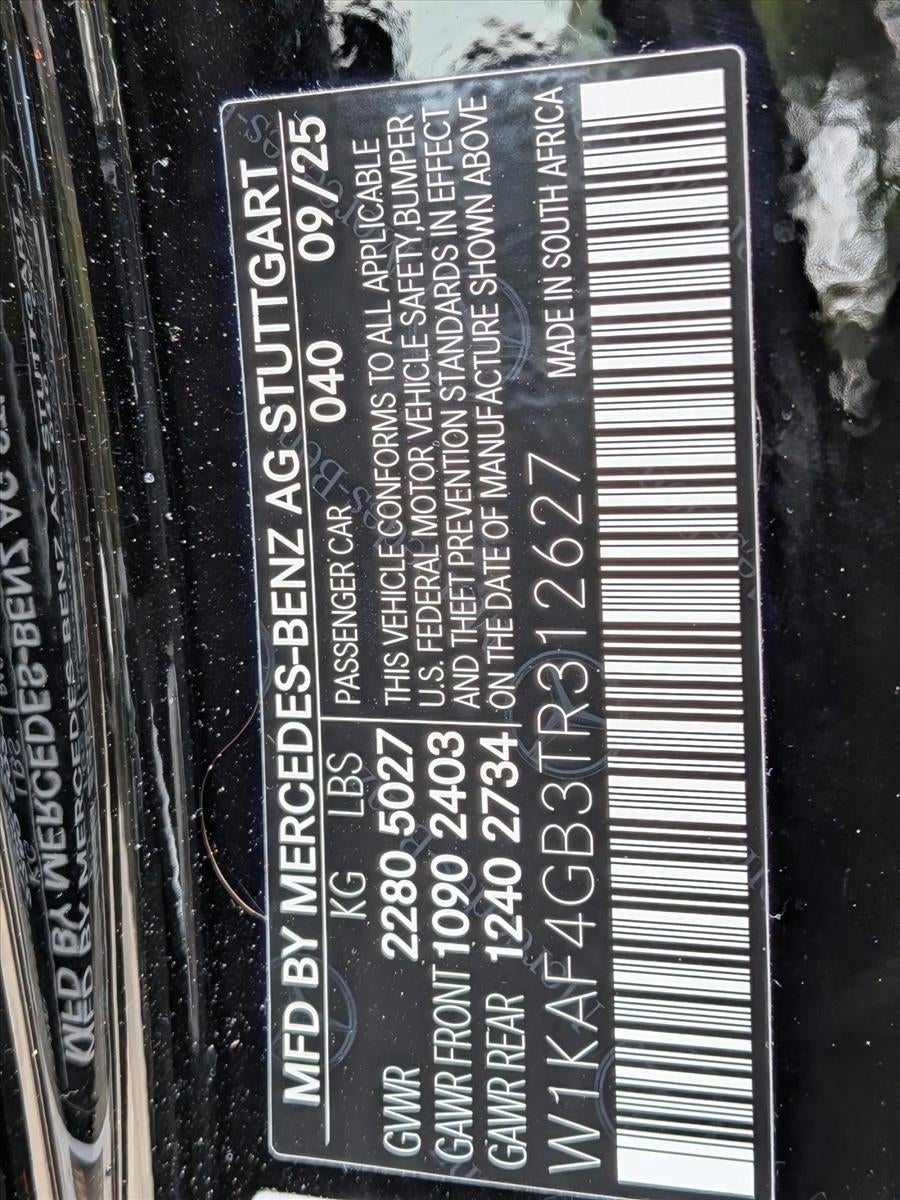 MFD BY MERCEDES-BENZ AG STUTTGART
KG LBS
040 09/25
PASSENGER CAR
GVWR 2280 5027
GAWR FRONT 1090 2403
GAWR REAR 1240 2734
THIS VEHICLE CONFORMS TO ALL APPLICABLE
U.S. FEDERAL MOTOR VEHICLE SAFETY,BUMPER
AND THEFT PREVENTION STANDARDS IN EFFECT
ON THE DATE OF MANUFACTURE SHOWN ABOVE
W1KAF4GB3TR312627
MADE IN SOUTH AFRICA